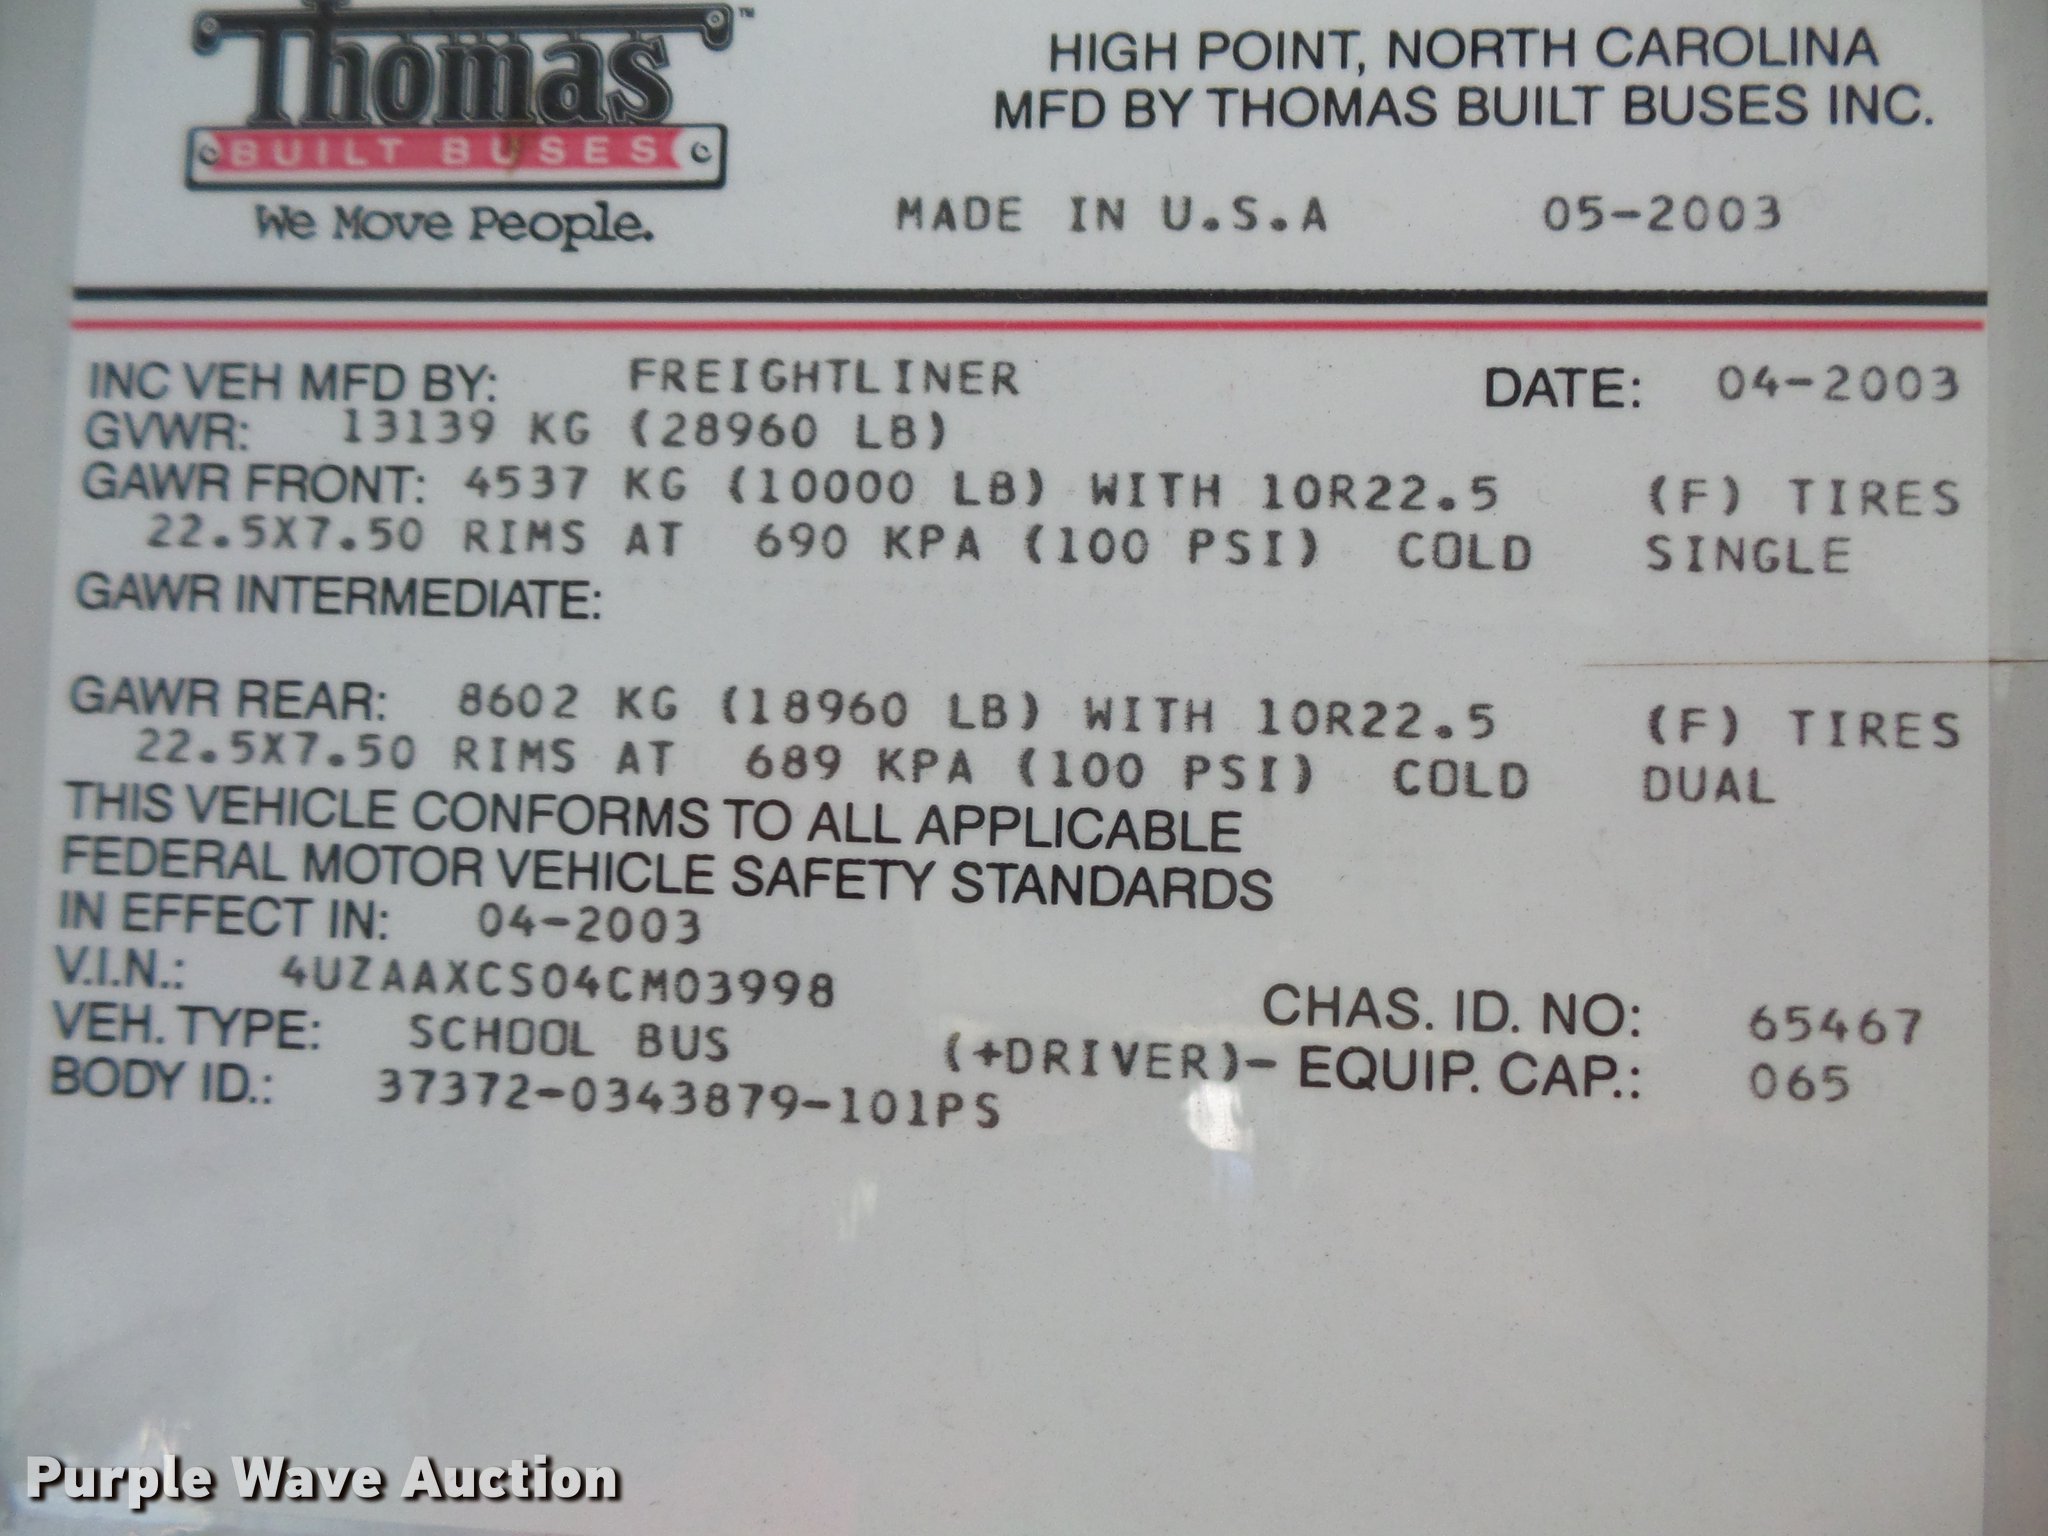 Thomas™
BUILT BUSES
We Move People.
HIGH POINT, NORTH CAROLINA
MFD BY THOMAS BUILT BUSES INC.
MADE IN U.S.A 05-2003
INC VEH MFD BY: FREIGHTLINER DATE: 04-2003
GVWR: 13139 KG (28960 LB)
GAWR FRONT: 4537 KG (10000 LB) WITH 10R22.5 (F) TIRES
22.5X7.50 RIMS AT 690 KPA (100 PSI) COLD SINGLE
GAWR INTERMEDIATE:
GAWR REAR: 8602 KG (18960 LB) WITH 10R22.5 (F) TIRES
22.5X7.50 RIMS AT 689 KPA (100 PSI) COLD DUAL
THIS VEHICLE CONFORMS TO ALL APPLICABLE
FEDERAL MOTOR VEHICLE SAFETY STANDARDS
IN EFFECT IN: 04-2003
V.I.N.: 4UZAAXCS04CM03998
CHAS. ID. NO: 65467
VEH. TYPE: SCHOOL BUS (+DRIVER)- EQUIP. CAP.: 065
BODY ID.: 37372-0343879-101PS
Purple Wave Auction